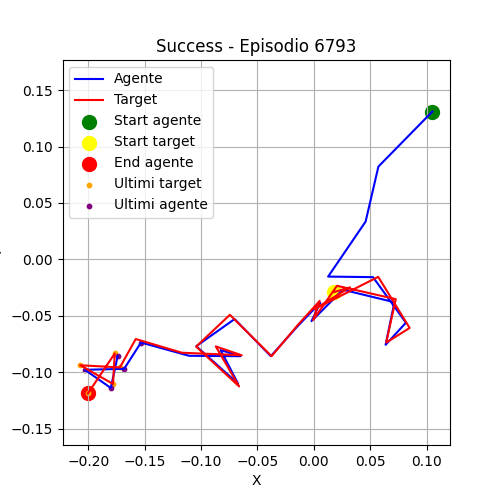 Success - Episodio 6793
Agente
Target
Start agente
Start target
End agente
Ultimi target
Ultimi agente
0.15
0.10
0.05
0.00
−0.05
−0.10
−0.15
−0.20 −0.15 −0.10 −0.05 0.00 0.05 0.10
X